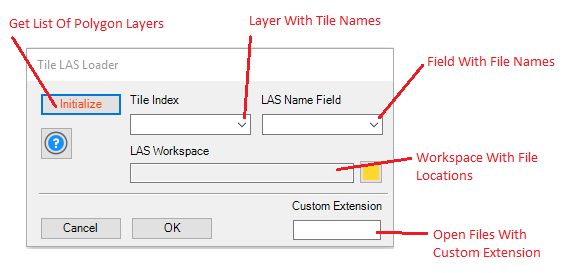 Get List Of Polygon Layers
Layer With Tile Names
Tile LAS Loader
Field With File Names
Initialize
Tile Index
LAS Name Field
?
LAS Workspace
Workspace With File
Locations
Custom Extension
Cancel
OK
Open Files With
Custom Extension